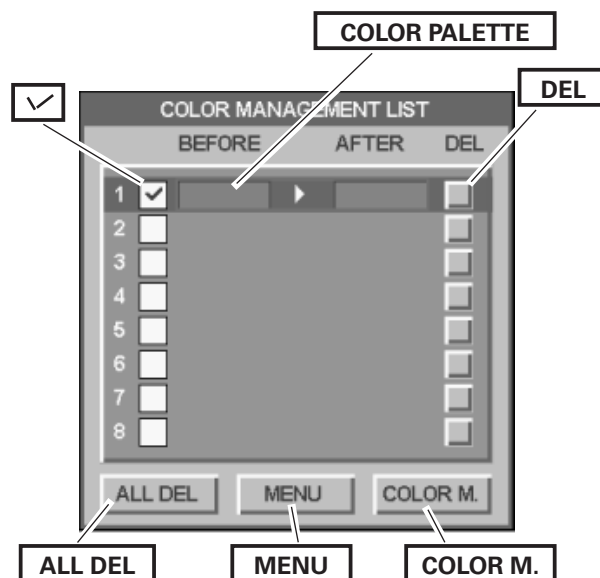 COLOR PALETTE
✓
DEL
COLOR MANAGEMENT LIST
BEFORE AFTER DEL
1 ✓
2
3
4
5
6
7
8
ALL DEL MENU COLOR M.
ALL DEL MENU COLOR M.